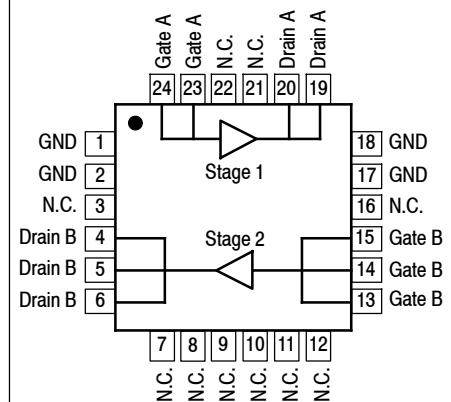 Gate A
Gate A
N.C.
N.C.
Drain A
Drain A
24 23 22 21 20 19
GND 1
18 GND
GND 2
17 GND
N.C. 3
16 N.C.
Drain B 4
15 Gate B
Drain B 5
14 Gate B
Drain B 6
13 Gate B
Stage 1
Stage 2
7 8 9 10 11 12
N.C.
N.C.
N.C.
N.C.
N.C.
N.C.